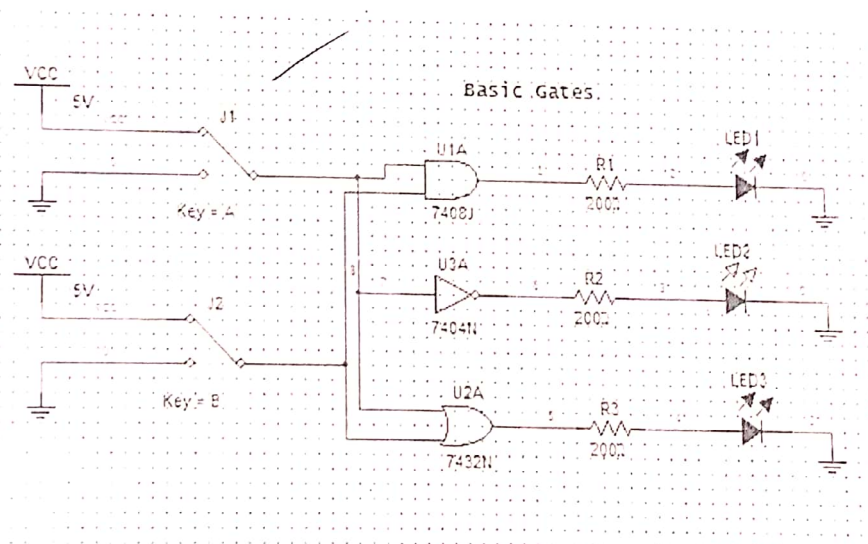 Basic Gates
VCC
5V
J1
Key = A
U1A
7408J
R1
200Ω
LED1
VCC
5V
J2
Key = B
U3A
7404N
R2
200Ω
LED2
U2A
7432N
R3
200Ω
LED3